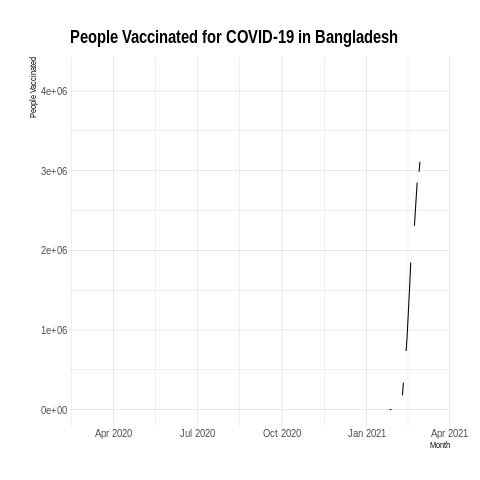 People Vaccinated for COVID-19 in Bangladesh
People Vaccinated
4e+06
3e+06
2e+06
1e+06
0e+00
Apr 2020 Jul 2020 Oct 2020 Jan 2021 Apr 2021
Month